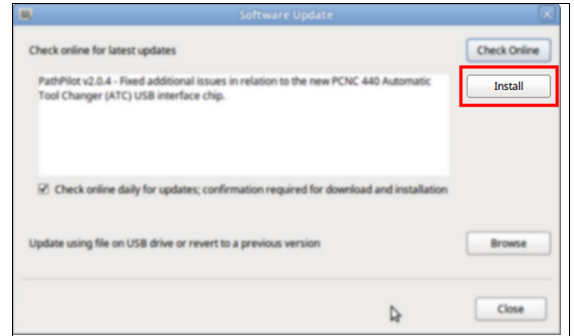 Software Update
Check online for latest updates
Check Online
PathPilot v2.0.4 - Fixed additional issues in relation to the new PCNC 440 Automatic
Tool Changer (ATC) USB interface chip.
Install
Check online daily for updates; confirmation required for download and installation
Update using file on USB drive or revert to a previous version
Browse
Close